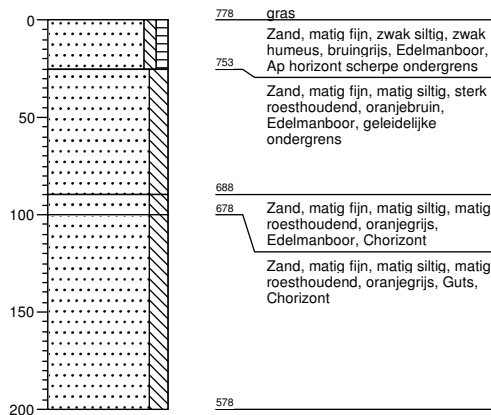 0
50
100
150
200
778
gras
Zand, matig fijn, zwak siltig, zwak
humeus, bruingrijs, Edelmanboor,
Ap horizont scherpe ondergrens
753
Zand, matig fijn, matig siltig, sterk
roesthoudend, oranjebruin,
Edelmanboor, geleidelijke
ondergrens
688
Zand, matig fijn, matig siltig, matig
roesthoudend, oranjegrijs,
Edelmanboor, Chorizont
678
Zand, matig fijn, matig siltig, matig
roesthoudend, oranjegrijs, Guts,
Chorizont
578